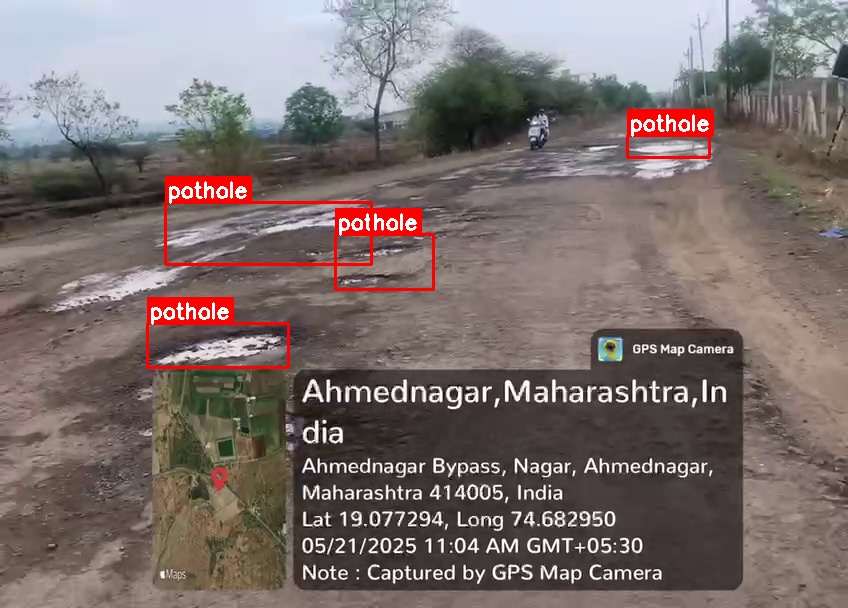 pothole
pothole
pothole
pothole
GPS Map Camera
Ahmednagar,Maharashtra,In
dia
Ahmednagar Bypass, Nagar, Ahmednagar,
Maharashtra 414005, India
Lat 19.077294, Long 74.682950
05/21/2025 11:04 AM GMT+05:30
Note : Captured by GPS Map Camera
Maps